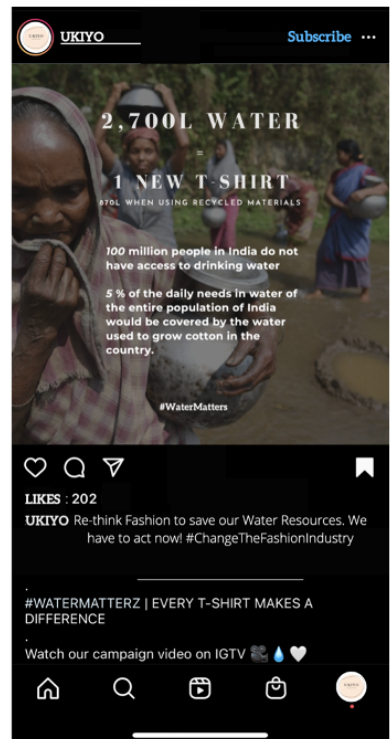 UKIYO
Subscribe
2,700L WATER
=
1 NEW T-SHIRT
870L WHEN USING RECYCLED MATERIALS
100 million people in India do not
have access to drinking water
5 % of the daily needs in water of
the entire population of India
would be covered by the water
used to grow cotton in the
country.
#WaterMatters
LIKES : 202
UKIYO Re-think Fashion to save our Water Resources. We
have to act now! #ChangeTheFashionIndustry
.
#WATERMATTERZ | EVERY T-SHIRT MAKES A
DIFFERENCE
.
Watch our campaign video on IGTV 🎥💧🤍